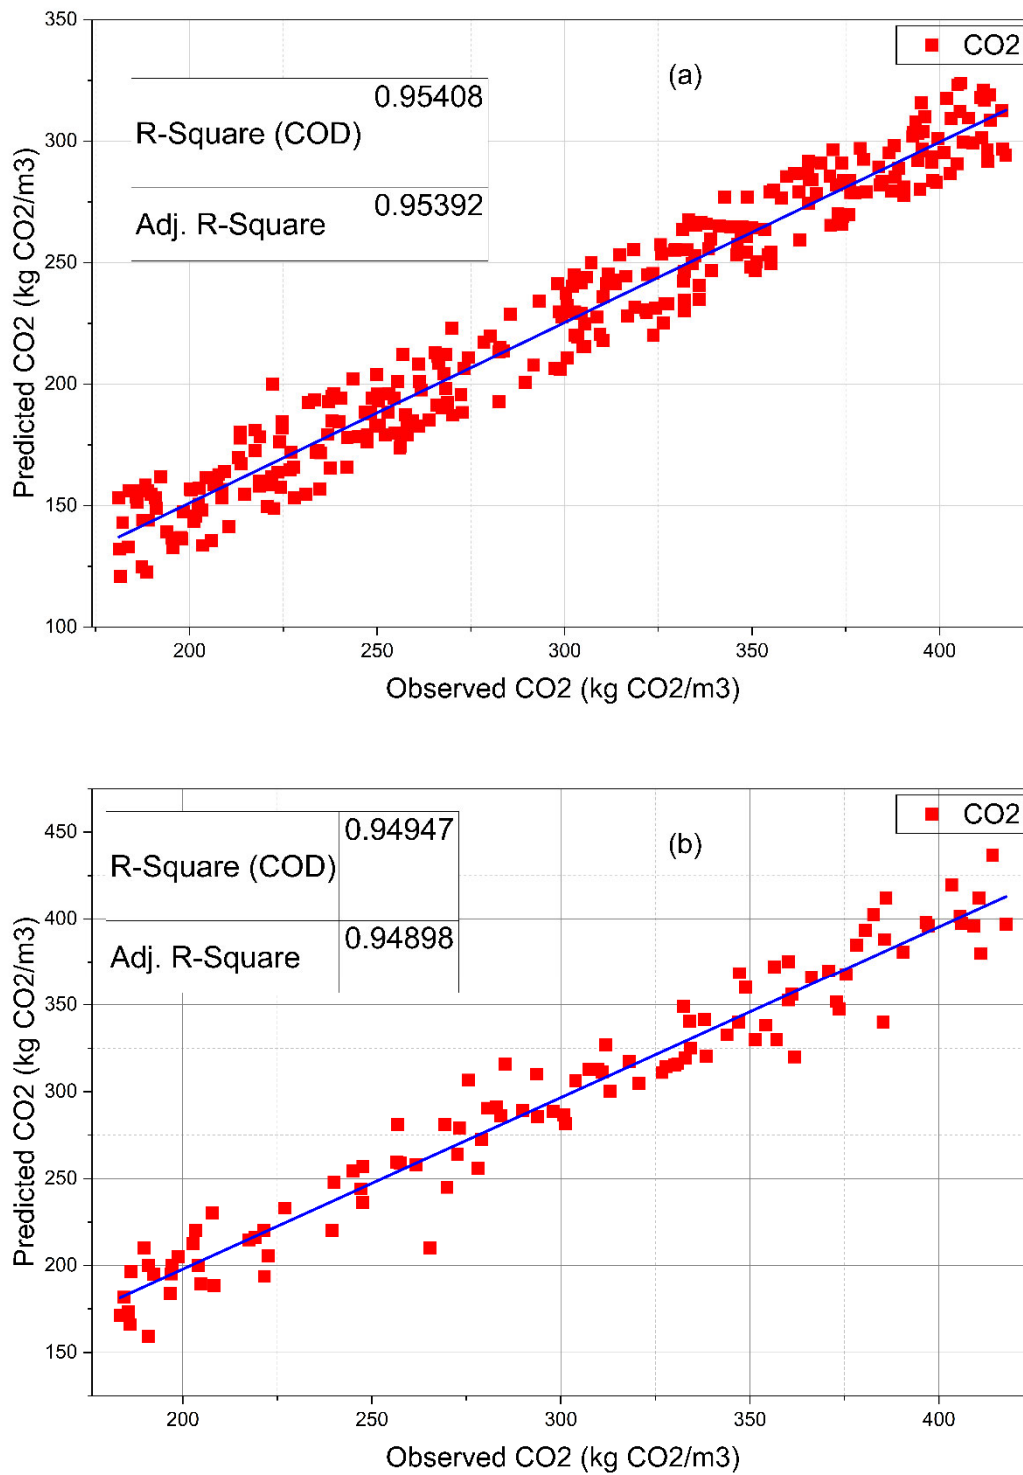 350
300
250
200
150
100
Predicted CO2 (kg CO2/m3)
(a)
CO2
0.95408
R-Square (COD)
0.95392
Adj. R-Square
200
250
300
350
400
Observed CO2 (kg CO2/m3)
450
400
350
300
250
200
150
Predicted CO2 (kg CO2/m3)
(b)
CO2
0.94947
R-Square (COD)
0.94898
Adj. R-Square
200
250
300
350
400
Observed CO2 (kg CO2/m3)